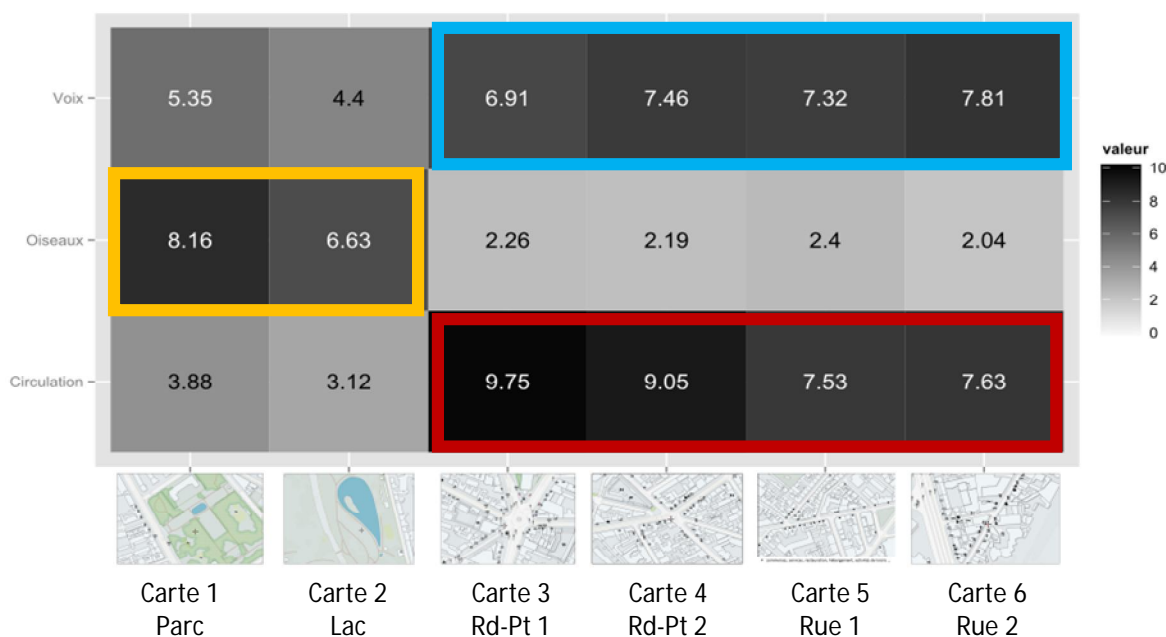 Voix 5.35 4.4 6.91 7.46 7.32 7.81
Oiseaux 8.16 6.63 2.26 2.19 2.4 2.04
Circulation 3.88 3.12 9.75 9.05 7.53 7.63
valeur
10
8
6
4
2
0
Carte 1 Carte 2 Carte 3 Carte 4 Carte 5 Carte 6
Parc Lac Rd-Pt 1 Rd-Pt 2 Rue 1 Rue 2